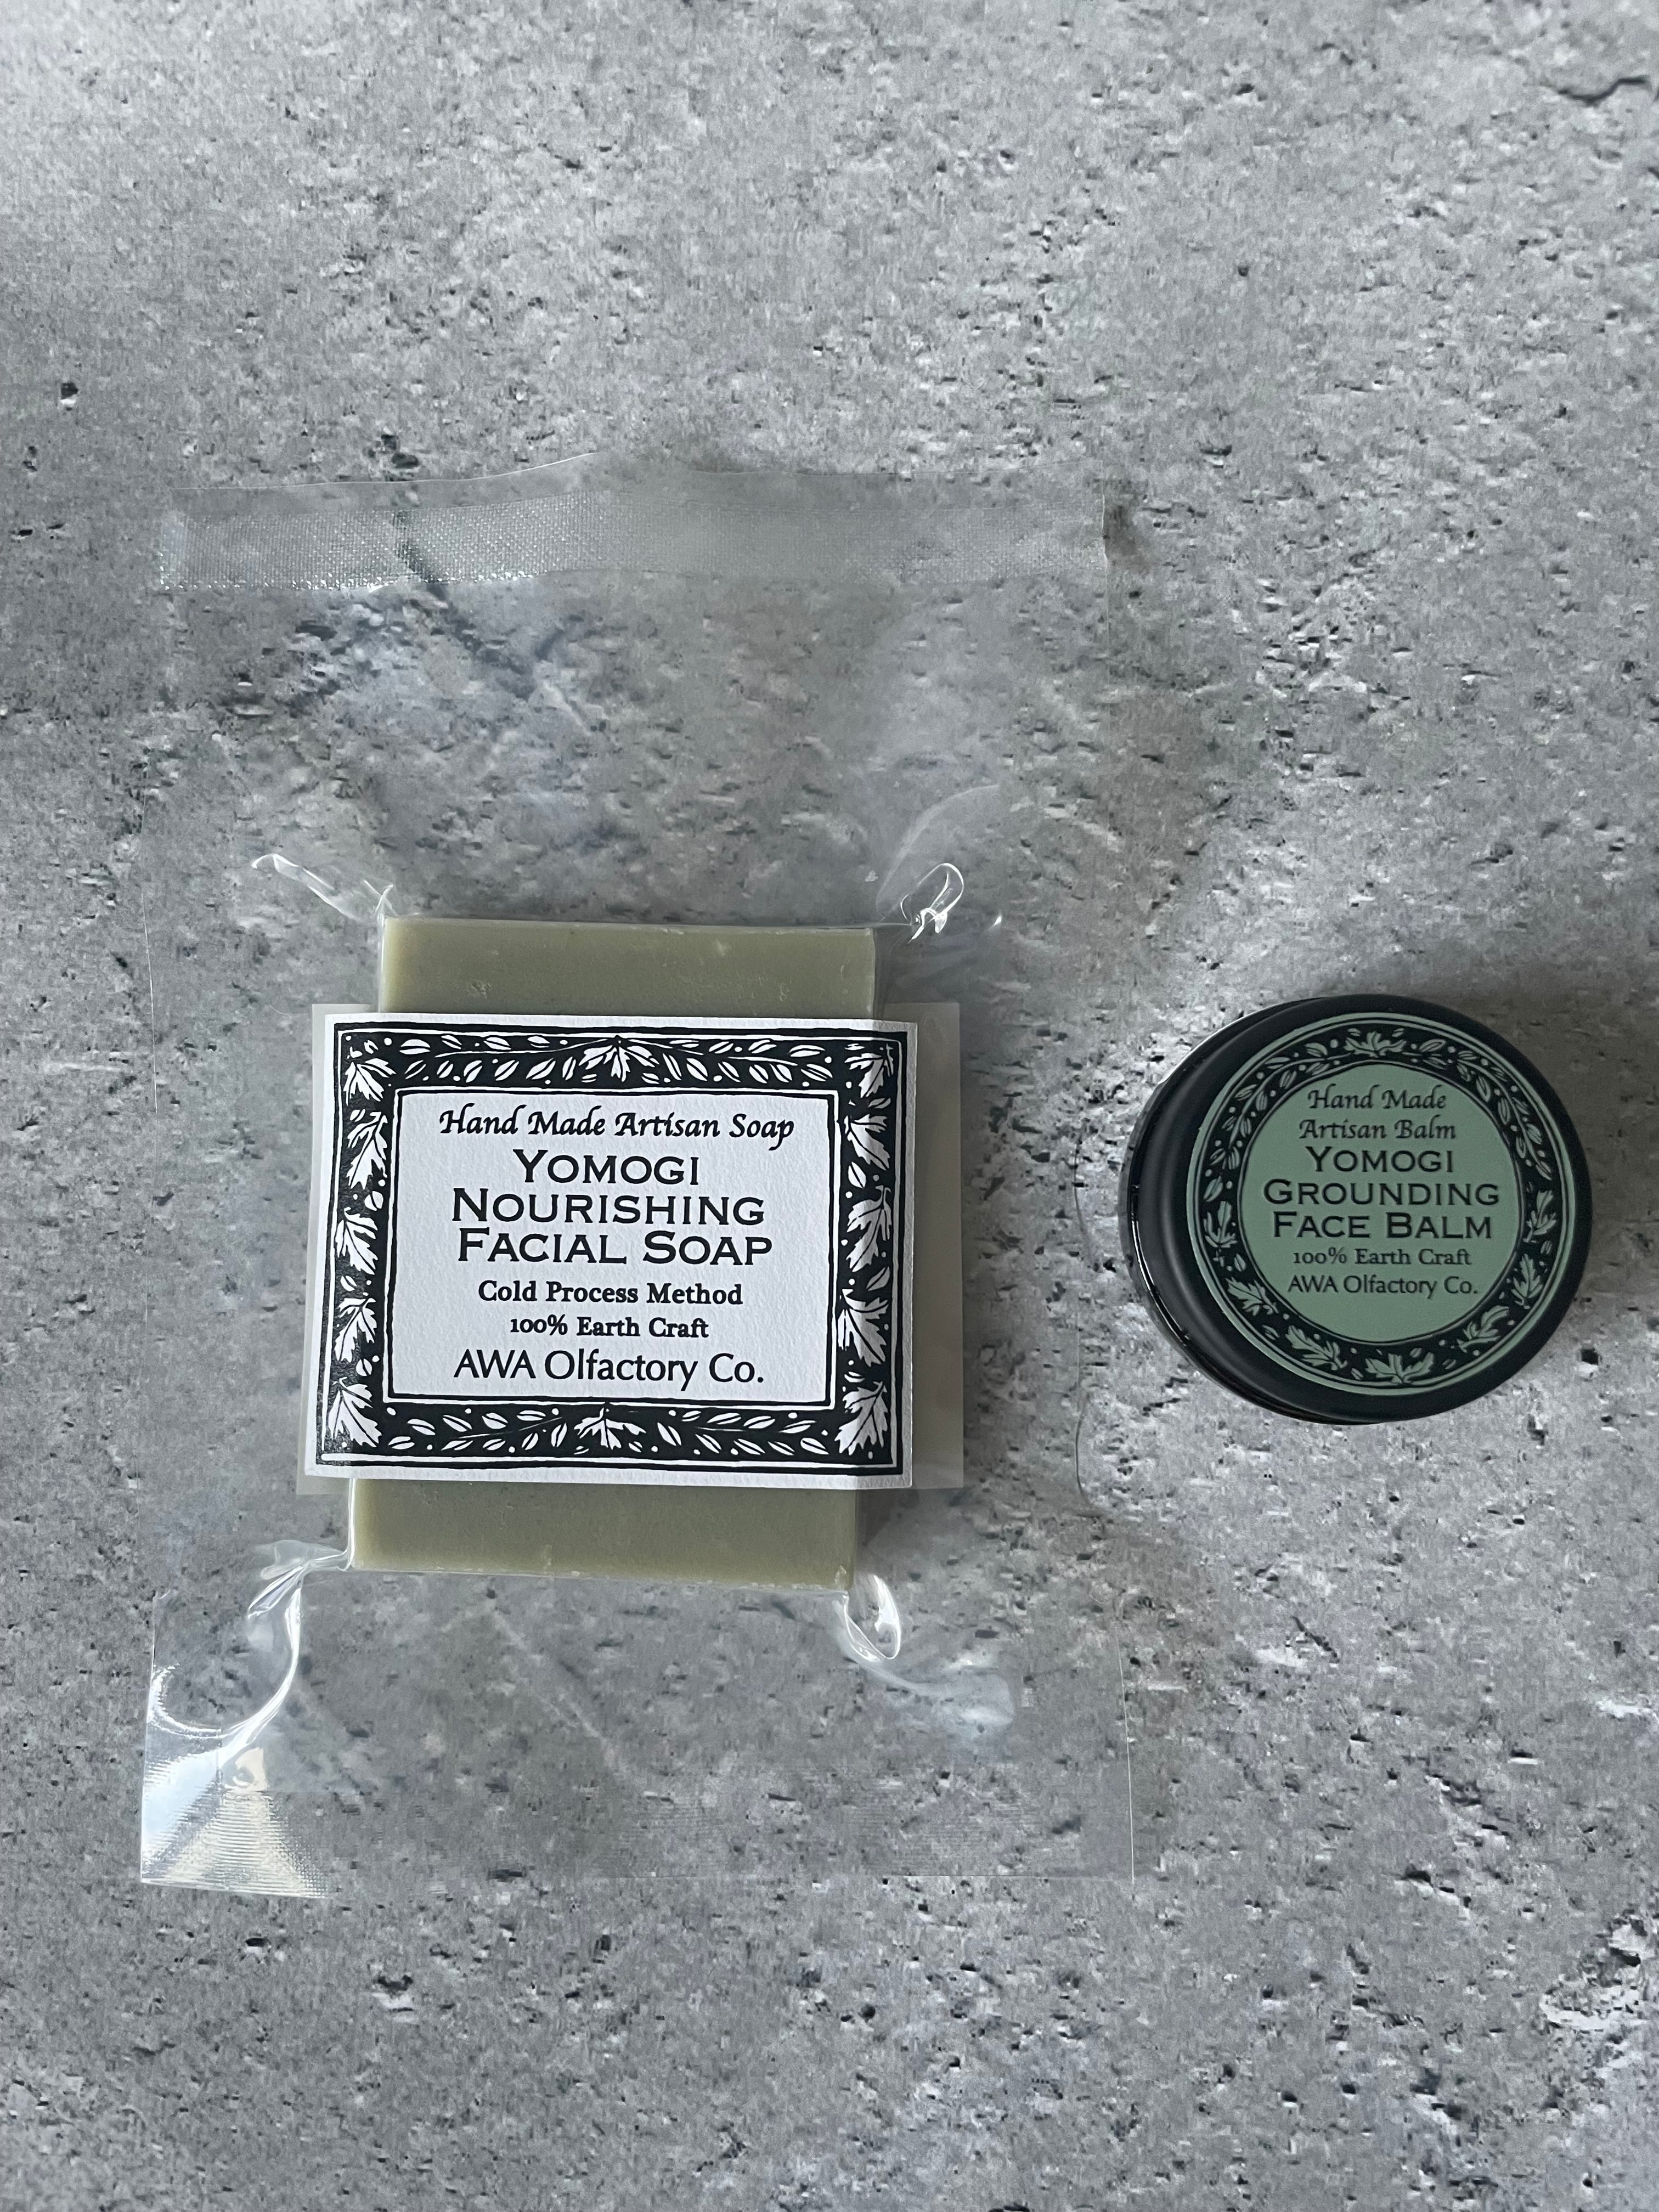 Hand Made Artisan Soap
YOMOGI
NOURISHING
FACIAL SOAP
Cold Process Method
100% Earth Craft
AWA Olfactory Co.
Hand Made
Artisan Balm
YOMOGI
GROUNDING
FACE BALM
100% Earth Craft
AWA Olfactory Co.